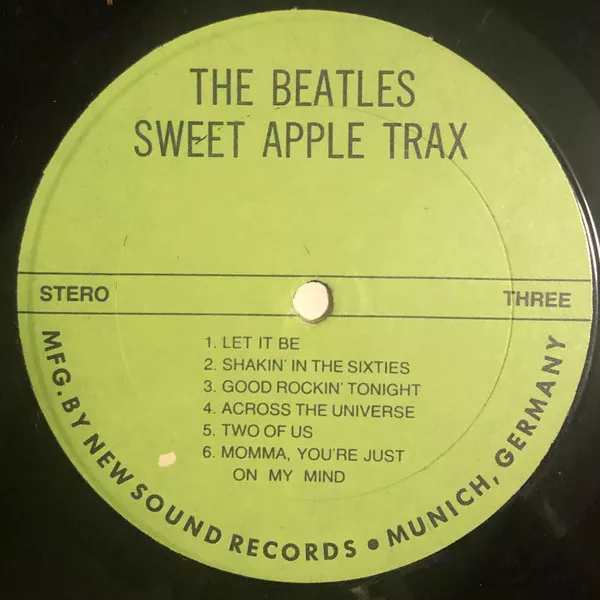 THE BEATLES
SWEET APPLE TRAX
STERO
THREE
1. LET IT BE
2. SHAKIN' IN THE SIXTIES
3. GOOD ROCKIN' TONIGHT
4. ACROSS THE UNIVERSE
5. TWO OF US
6. MOMMA, YOU'RE JUST
ON MY MIND
MFG. BY NEW SOUND RECORDS • MUNICH, GERMANY